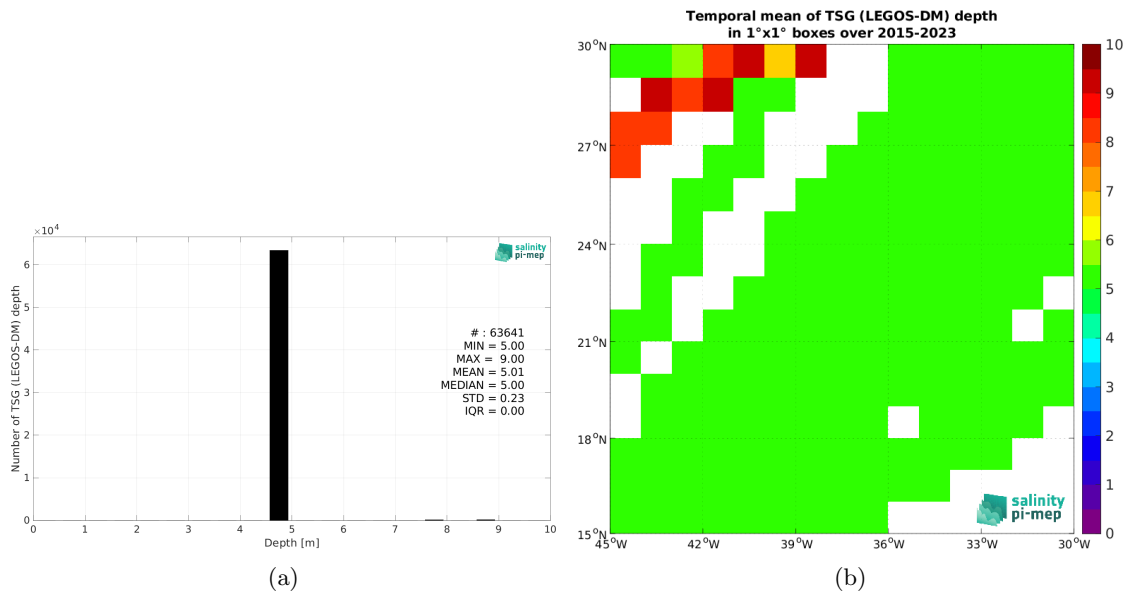 ×10⁴
6
5
4
3
2
1
0
Number of TSG (LEGOS-DM) depth
salinity
pi-mep
# : 63641
MIN = 5.00
MAX = 9.00
MEAN = 5.01
MEDIAN = 5.00
STD = 0.23
IQR = 0.00
0 1 2 3 4 5 6 7 8 9 10
Depth [m]
(a)
Temporal mean of TSG (LEGOS-DM) depth
in 1°x1° boxes over 2015-2023
30°N
27°N
24°N
21°N
18°N
15°N
45°W 42°W 39°W 36°W 33°W 30°W
salinity
pi-mep
10
9
8
7
6
5
4
3
2
1
0
(b)